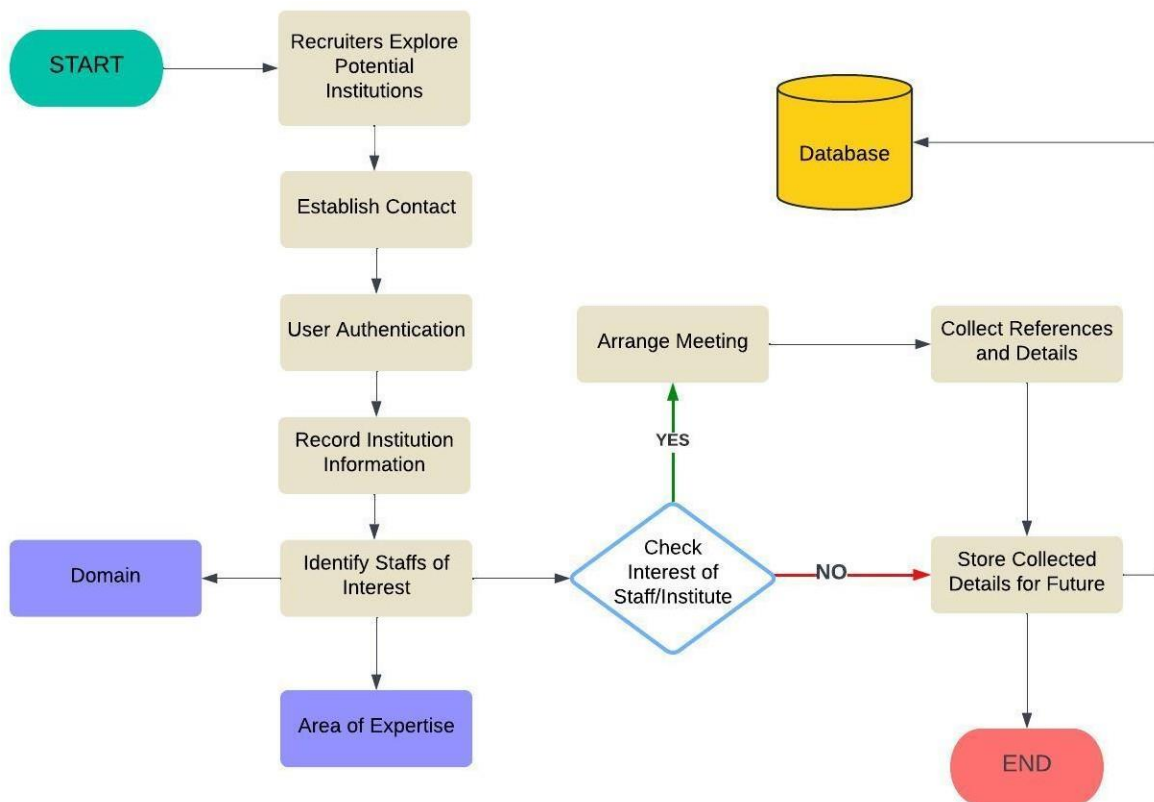 START
Recruiters Explore
Potential
Institutions
Database
Establish Contact
User Authentication
Arrange Meeting
Collect References
and Details
YES
Record Institution
Information
Domain
Identify Staffs of
Interest
Check
Interest of
Staff/Institute
NO
Store Collected
Details for Future
Area of Expertise
END